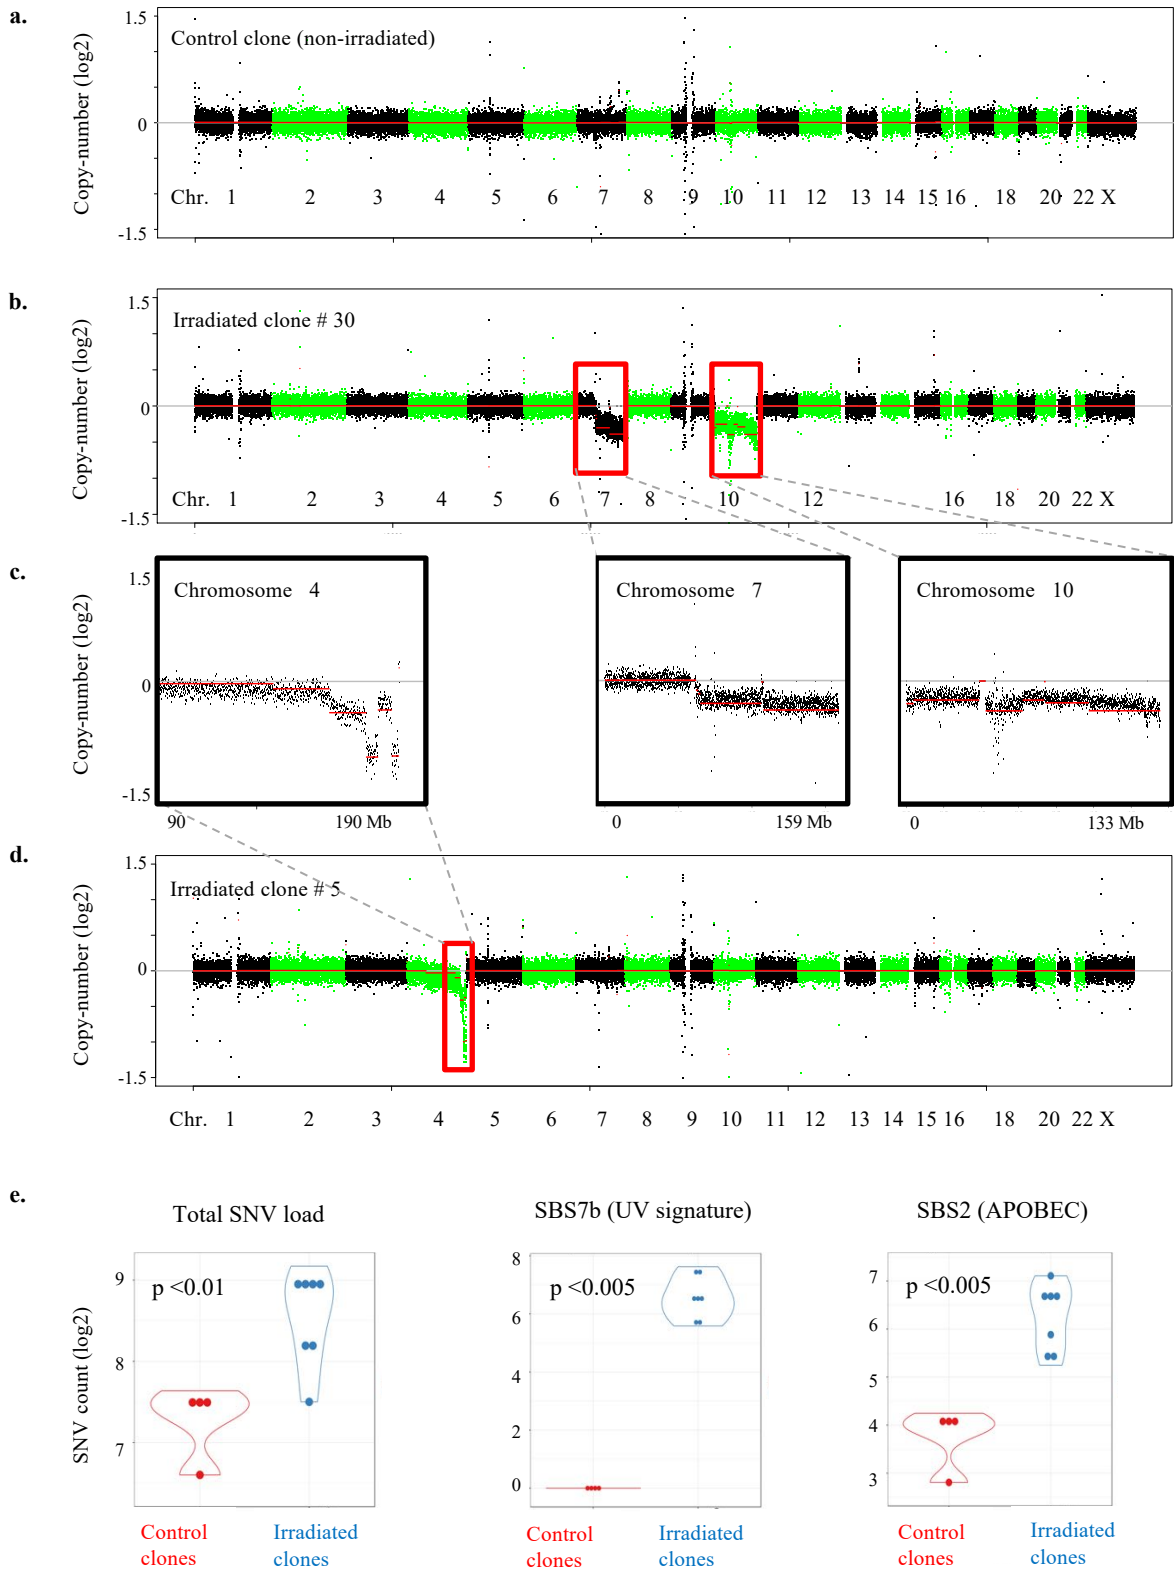 a.
Copy-number (log2)
1.5
0
-1.5
Control clone (non-irradiated)
Chr. 1 2 3 4 5 6 7 8 9 10 11 12 13 14 15 16 18 20 22 X
b.
Copy-number (log2)
1.5
0
-1.5
Irradiated clone # 30
Chr. 1 2 3 4 5 6 7 8 10 12 16 18 20 22 X
c.
Copy-number (log2)
1.5
0
-1.5
Chromosome 4
Chromosome 7
Chromosome 10
90 190 Mb
0 159 Mb
0 133 Mb
d.
Copy-number (log2)
1.5
0
-1.5
Irradiated clone # 5
Chr. 1 2 3 4 5 6 7 8 9 10 11 12 13 14 15 16 18 20 22 X
e.
Total SNV load
SBS7b (UV signature)
SBS2 (APOBEC)
SNV count (log2)
9
8
7
p <0.01
Control
clones
Irradiated
clones
8
6
4
2
0
p <0.005
Control
clones
Irradiated
clones
7
6
5
4
3
p <0.005
Control
clones
Irradiated
clones